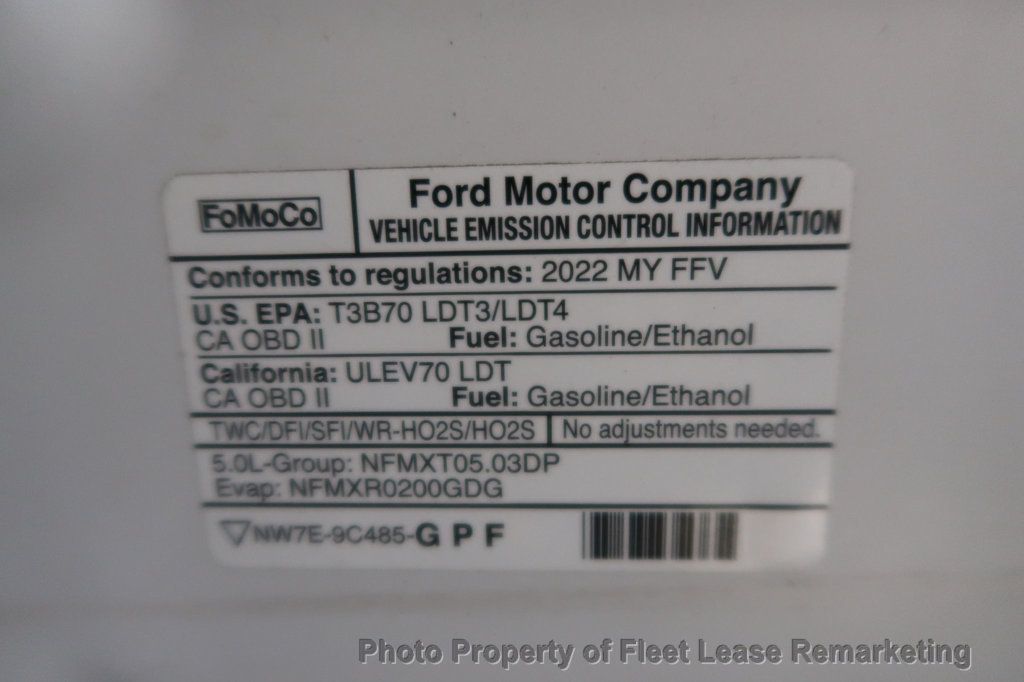 FoMoCo
Ford Motor Company
VEHICLE EMISSION CONTROL INFORMATION
Conforms to regulations: 2022 MY FFV
U.S. EPA: T3B70 LDT3/LDT4
CA OBD II Fuel: Gasoline/Ethanol
California: ULEV70 LDT
CA OBD II Fuel: Gasoline/Ethanol
TWC/DFI/SFI/WR-HO2S/HO2S No adjustments needed.
5.0L-Group: NFMXT05.03DP
Evap: NFMXR0200GDG
NW7E-9C485-G P F
Photo Property of Fleet Lease Remarketing